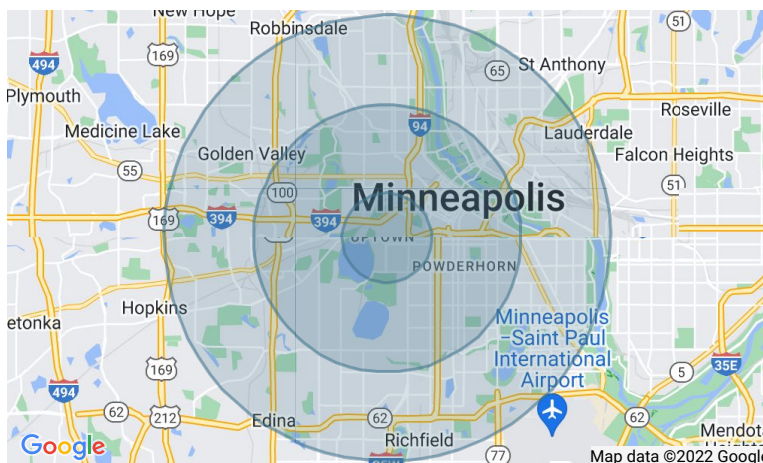 New Hope
Robbinsdale
51
494
169
65
St Anthony
Plymouth
Roseville
94
Medicine Lake
Lauderdale
Golden Valley
Falcon Heights
55
100
51
Minneapolis
169
394
394
UPTOWN
POWDERHORN
Hopkins
etonka
Minneapolis
–Saint Paul
International
Airport
169
5
35E
494
62
212
Edina
62
62
Mendota
Google
Richfield
77
Map data ©2022 Google